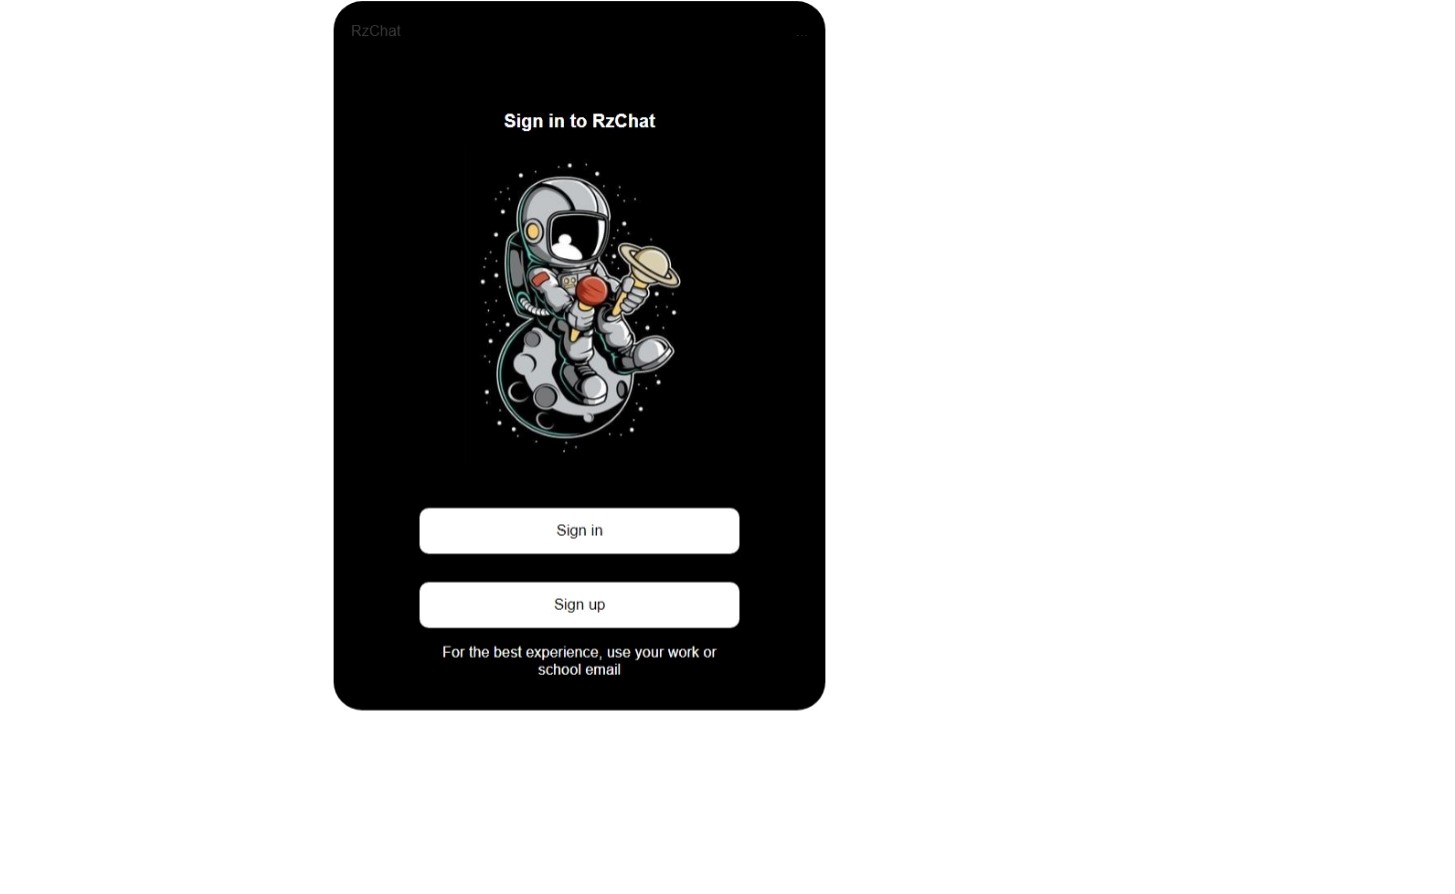 RzChat
...
Sign in to RzChat
Sign in
Sign up
For the best experience, use your work or
school email